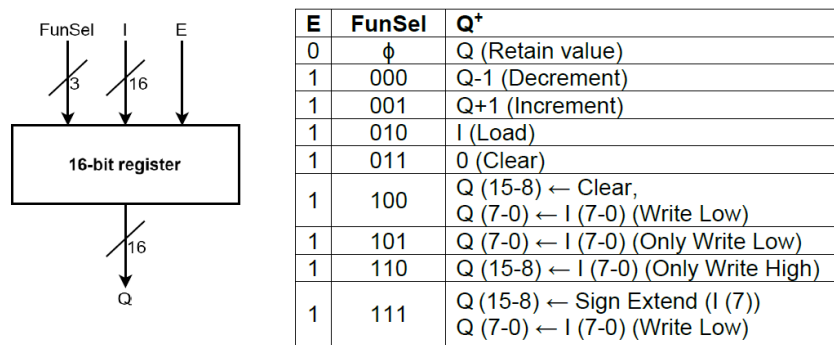 FunSel I E
3 16
16-bit register
16
Q
E FunSel Q+
0 ϕ Q (Retain value)
1 000 Q-1 (Decrement)
1 001 Q+1 (Increment)
1 010 I (Load)
1 011 0 (Clear)
1 100 Q (15-8) ← Clear,
Q (7-0) ← I (7-0) (Write Low)
1 101 Q (7-0) ← I (7-0) (Only Write Low)
1 110 Q (15-8) ← I (7-0) (Only Write High)
1 111 Q (15-8) ← Sign Extend (I (7))
Q (7-0) ← I (7-0) (Write Low)